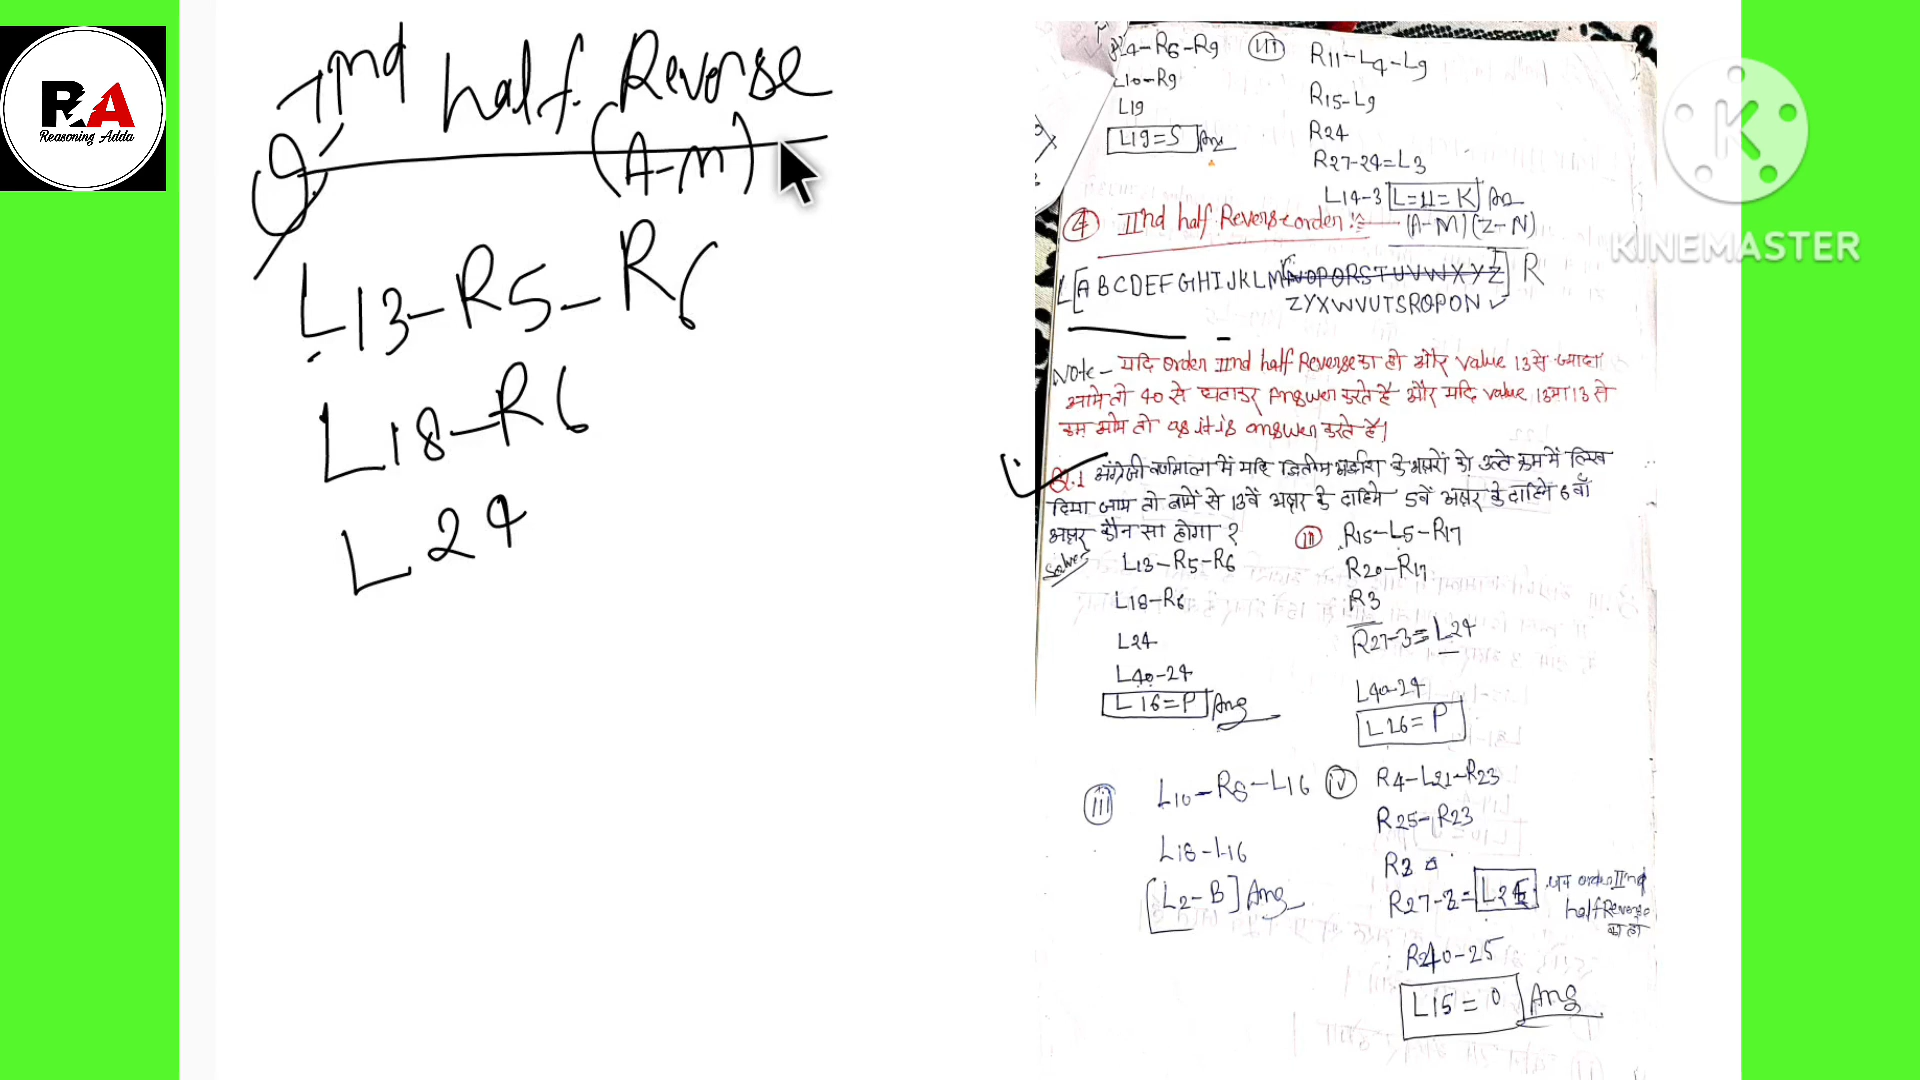 RA
Reasoning Adda
IInd half Reverse
(A-M)
Q.
L13-R5-R6
L18-R6
L24
R6-R9
L10-R9
L19
L19=S Ans
VII R11-L4-L9
R15-L9
R24
R27-24=L3
L14-3 L=11=K Ans
④ IInd half Reverse order:- (A-M) (Z-N)
L[ABCDEFGHIJKLM NOPQRSTUVWXYZ] R
ZYXWVUTSRQPON
Note- यदि order IInd half Reverse का हो और value 13 से ज्यादा
आये तो 40 से घटाकर Answer करते है और यदि value 13 या 13 से
कम आये तो as it is answer करते है।
Q.1 अंग्रेजी वर्णमाला में यदि द्वितीय अर्द्धांश के अक्षरों को उल्टे क्रम में लिख
दिया जाय तो बायें से 13वें अक्षर के दाहिने 5वें अक्षर के दाहिने 6वाँ
अक्षर कौन सा होगा ?
Solve
L13-R5-R6
L18-R6
L24
L40-24
L16=P Ans
II R15-L5-R17
R20-R17
R3
R27-3=L24
L40-24
L16=P
III L10-R8-L16
L18-L16
[L2-B] Ans
IV R4-L21-R23
R25-R23
R2
R27-2=L25 जब order IInd
half Reverse
का हो
R40-25
L15=O Ans
K
KINEMASTER